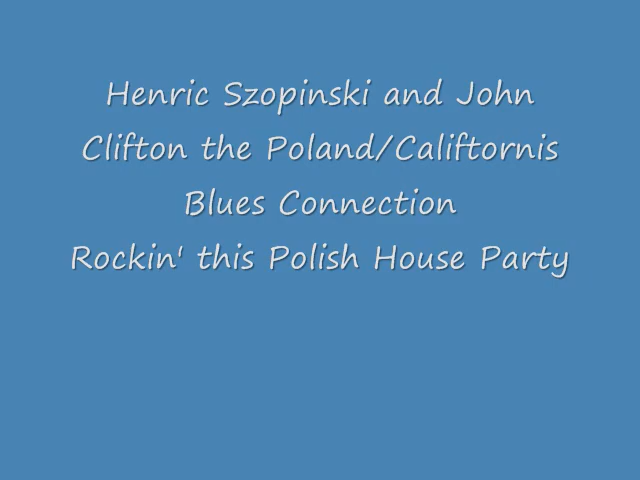 Henric Szopinski and John
Clifton the Poland/Califtornis
Blues Connection
Rockin' this Polish House Party